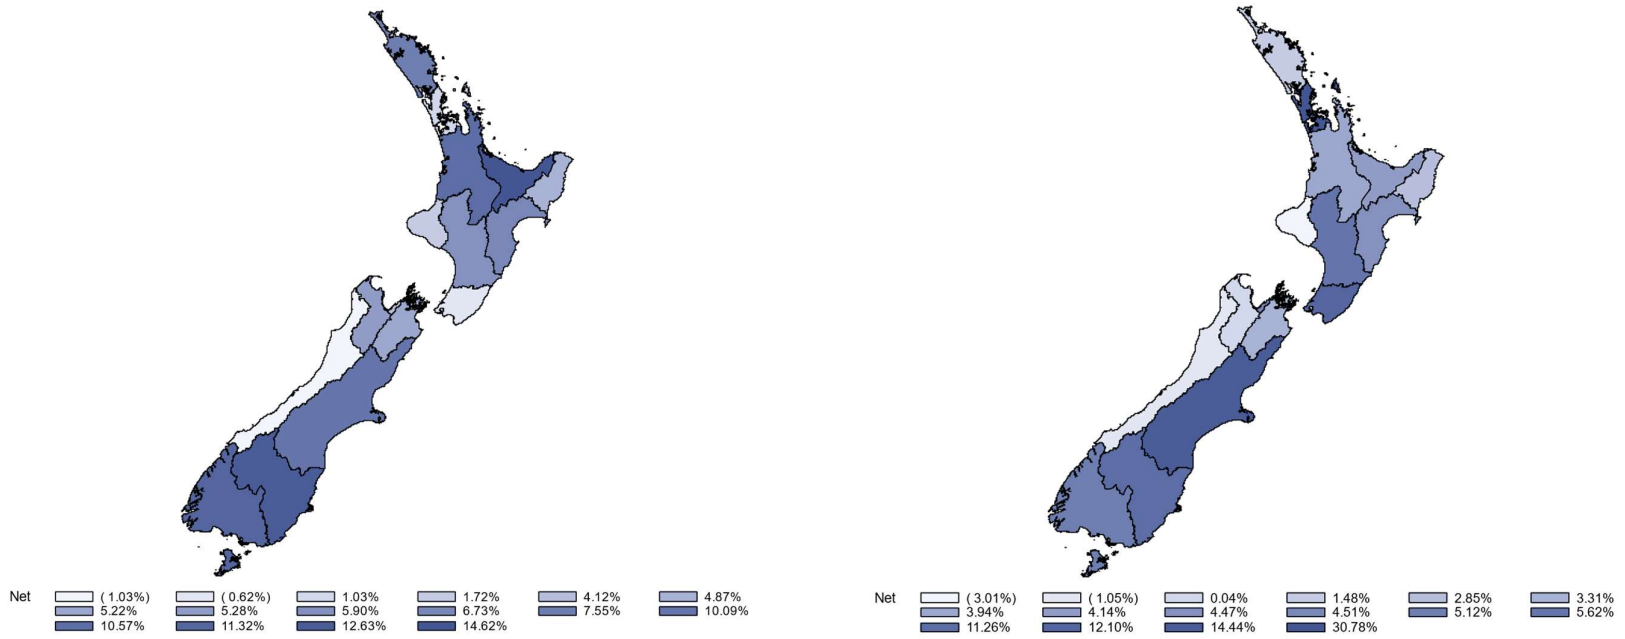 Net ( 1.03%) ( 0.62%) 1.03% 1.72% 4.12% 4.87%
5.22% 5.28% 5.90% 6.73% 7.55% 10.09%
10.57% 11.32% 12.63% 14.62%
Net ( 3.01%) ( 1.05%) 0.04% 1.48% 2.85% 3.31%
3.94% 4.14% 4.47% 4.51% 5.12% 5.62%
11.26% 12.10% 14.44% 30.78%